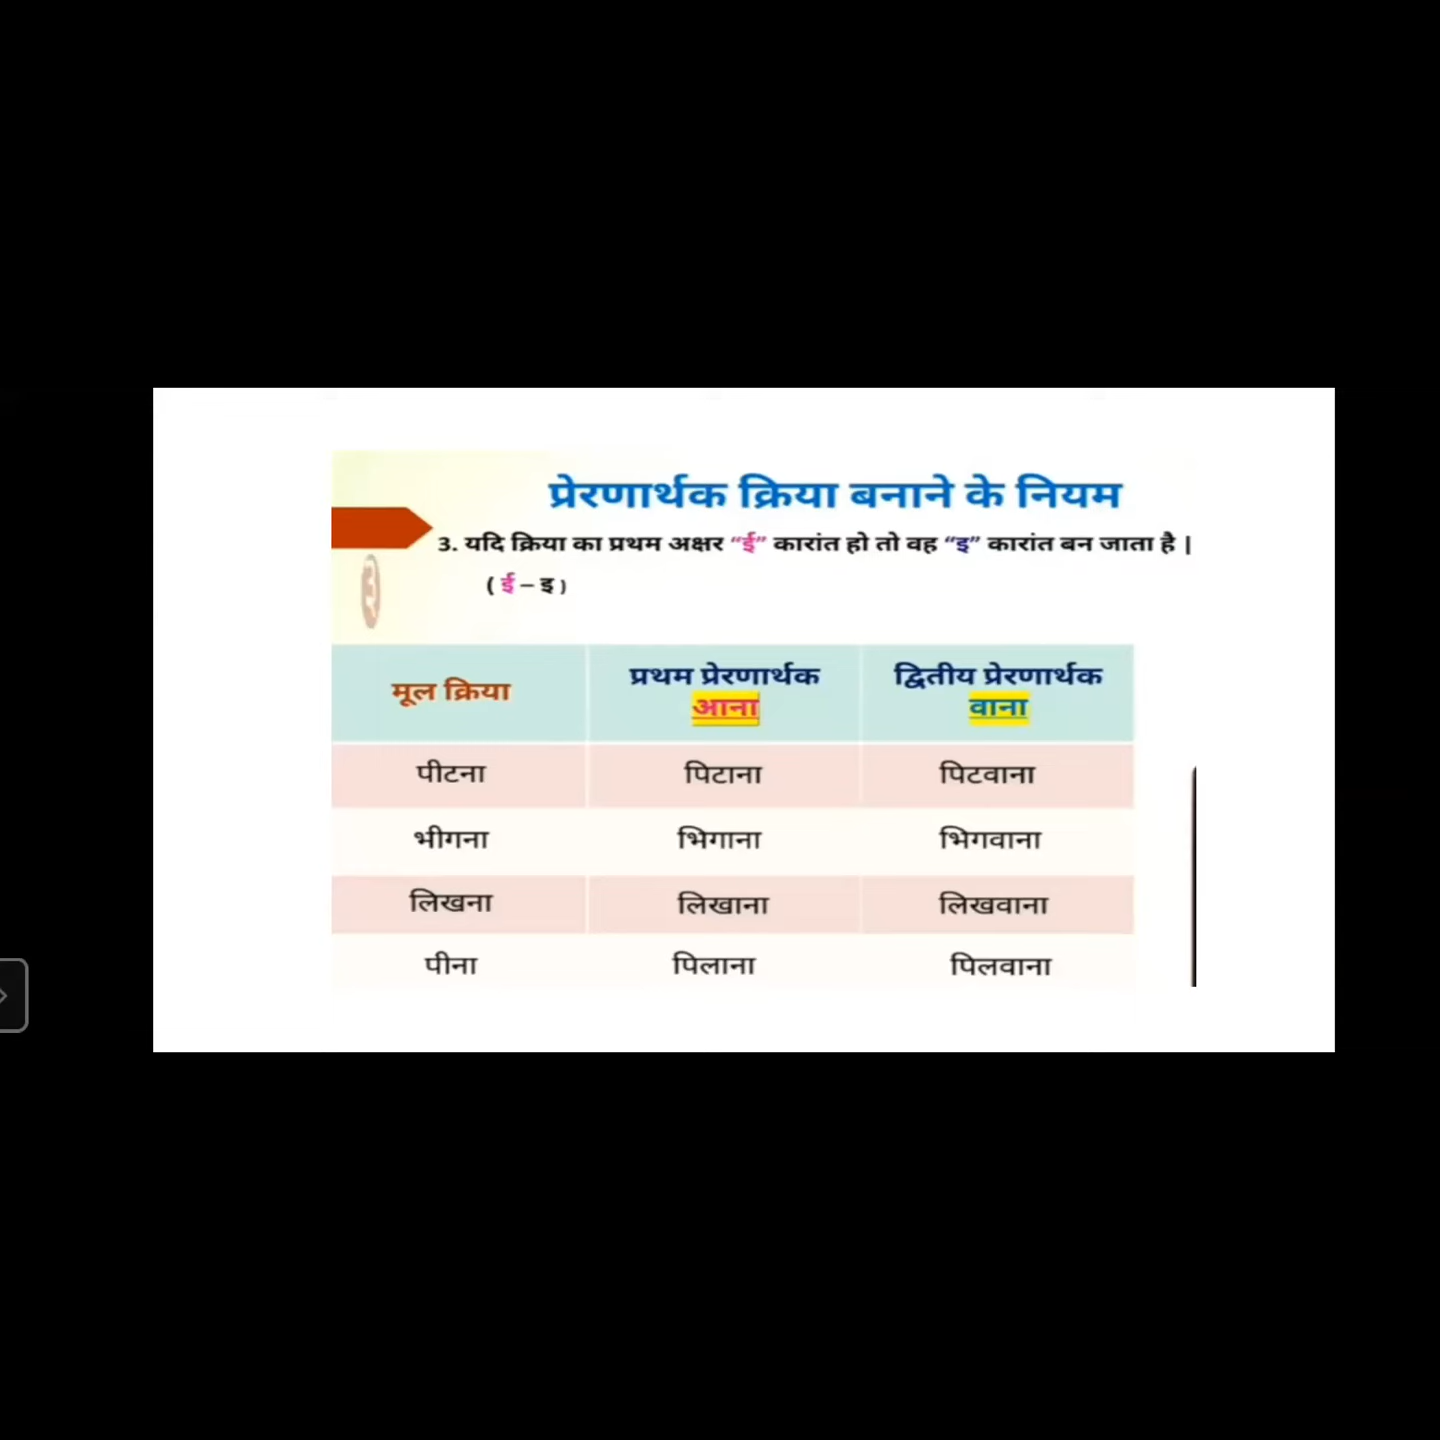 प्रेरणार्थक क्रिया बनाने के नियम
3. यदि क्रिया का प्रथम अक्षर “ई” कारांत हो तो वह “इ” कारांत बन जाता है |
( ई – इ )
३
मूल क्रिया प्रथम प्रेरणार्थक आना द्वितीय प्रेरणार्थक वाना
पीटना पिटाना पिटवाना
भीगना भिगाना भिगवाना
लिखना लिखाना लिखवाना
पीना पिलाना पिलवाना